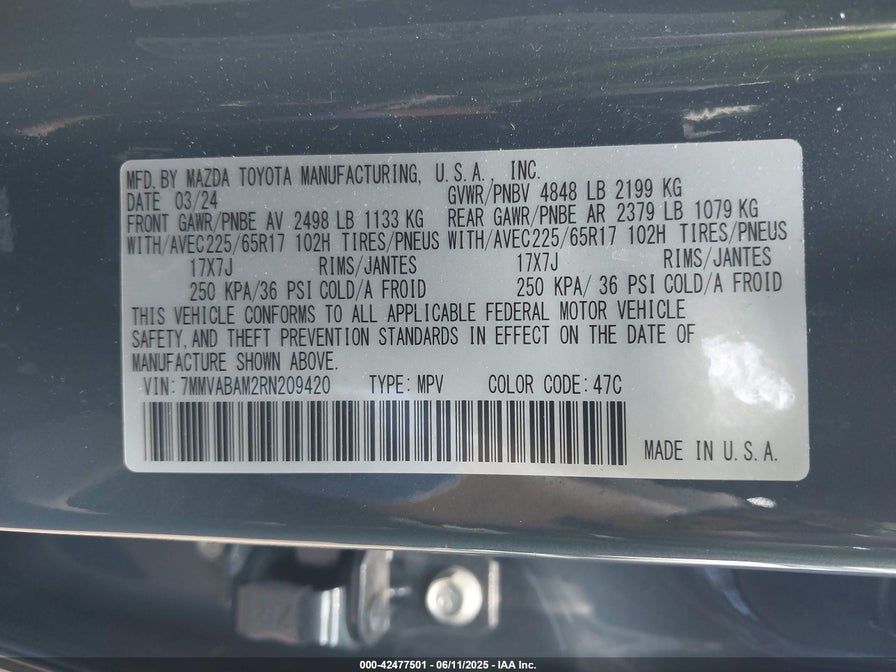 MFD. BY MAZDA TOYOTA MANUFACTURING, U.S.A., INC.
DATE 03/24 GVWR/PNBV 4848 LB 2199 KG
FRONT GAWR/PNBE AV 2498 LB 1133 KG REAR GAWR/PNBE AR 2379 LB 1079 KG
WITH/AVEC225/65R17 102H TIRES/PNEUS WITH/AVEC225/65R17 102H TIRES/PNEUS
17X7J RIMS/JANTES 17X7J RIMS/JANTES
250 KPA/36 PSI COLD/A FROID 250 KPA/ 36 PSI COLD/A FROID
THIS VEHICLE CONFORMS TO ALL APPLICABLE FEDERAL MOTOR VEHICLE
SAFETY, AND THEFT PREVENTION STANDARDS IN EFFECT ON THE DATE OF
MANUFACTURE SHOWN ABOVE.
VIN: 7MMVABAM2RN209420 TYPE: MPV COLOR CODE: 47C
MADE IN U.S.A.
000-42477501 - 06/11/2025 - IAA Inc.